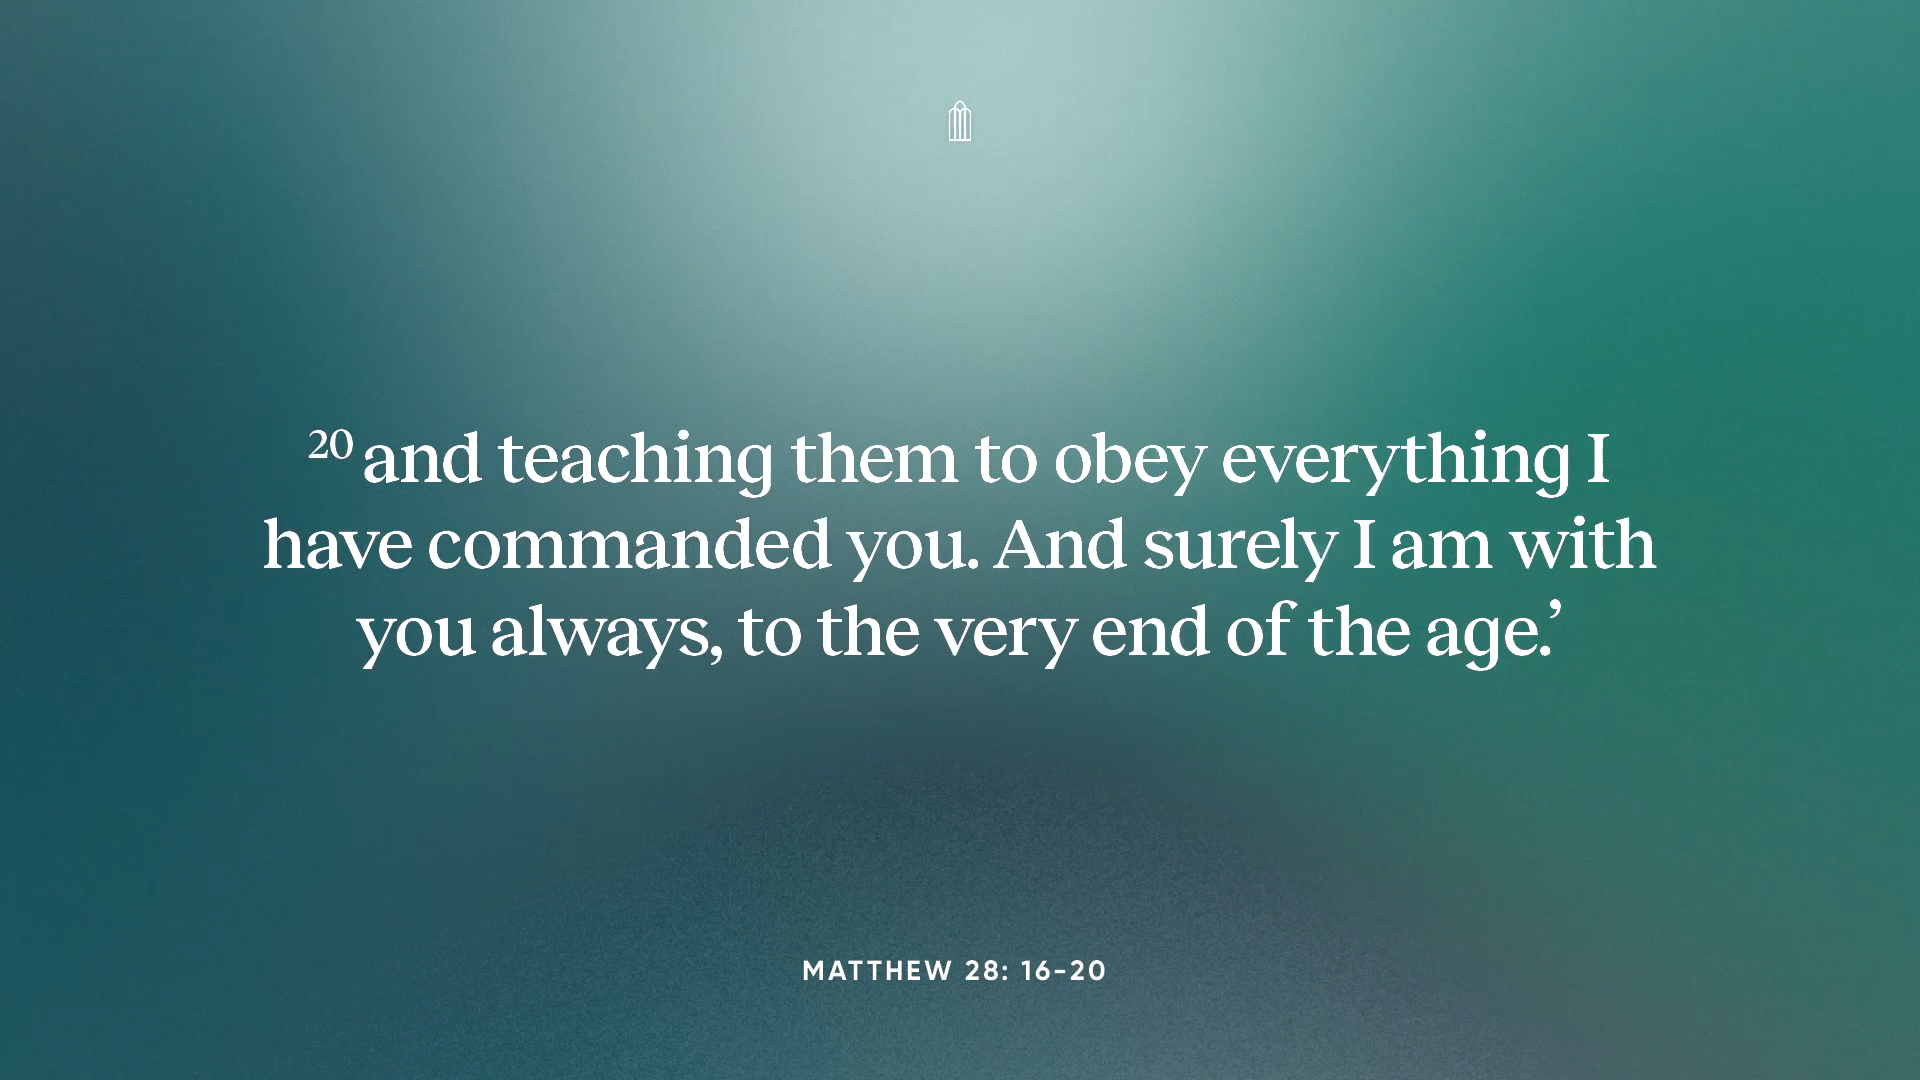 20 and teaching them to obey everything I
have commanded you. And surely I am with
you always, to the very end of the age.’
MATTHEW 28: 16–20